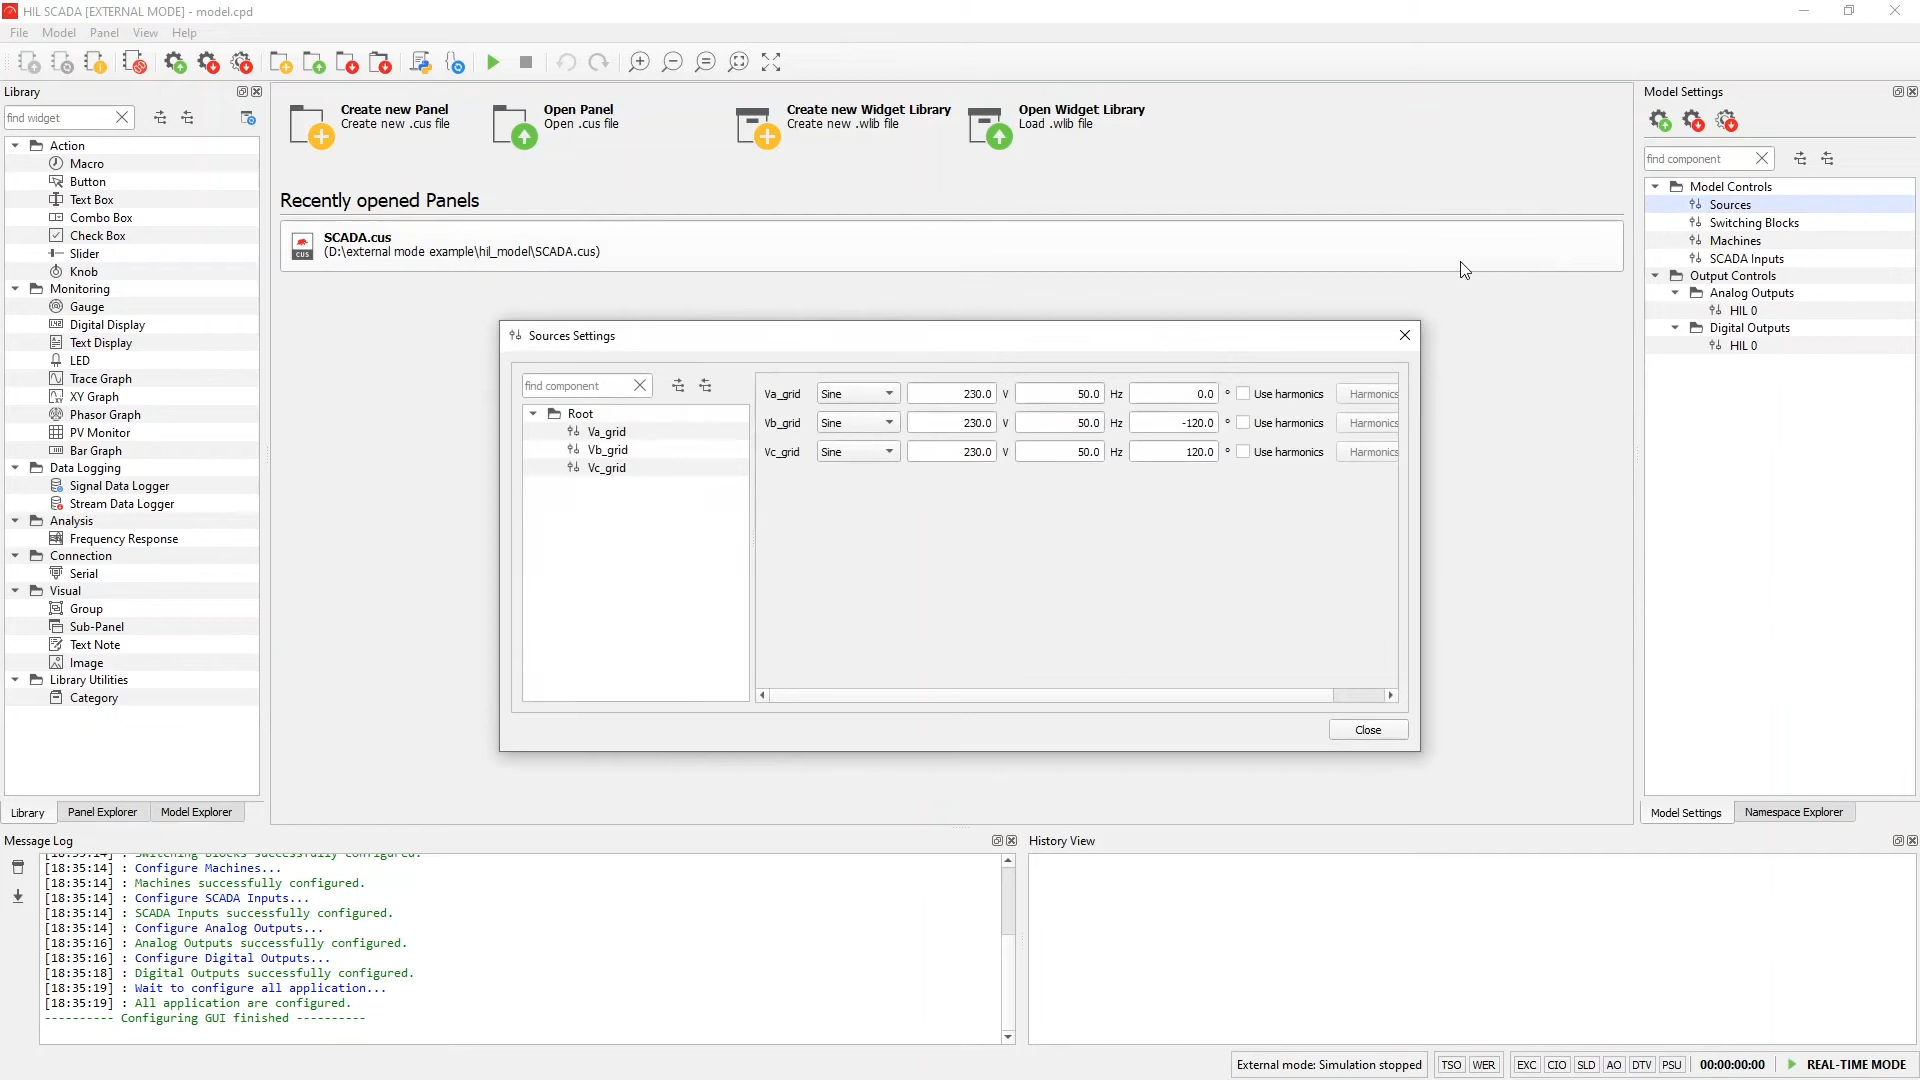 HIL SCADA [EXTERNAL MODE] - model.cpd
File Model Panel View Help
Library
find widget
Action
Macro
Button
Text Box
Combo Box
Check Box
Slider
Knob
Monitoring
Gauge
Digital Display
Text Display
LED
Trace Graph
XY Graph
Phasor Graph
PV Monitor
Bar Graph
Data Logging
Signal Data Logger
Stream Data Logger
Analysis
Frequency Response
Connection
Serial
Visual
Group
Sub-Panel
Text Note
Image
Library Utilities
Category
Library Panel Explorer Model Explorer
Create new Panel
Create new .cus file
Open Panel
Open .cus file
Create new Widget Library
Create new .wlib file
Open Widget Library
Load .wlib file
Recently opened Panels
CUS
SCADA.cus
(D:\external mode example\hil_model\SCADA.cus)
Sources Settings
find component
Root
Va_grid
Vb_grid
Vc_grid
Va_grid Sine 230.0 V 50.0 Hz 0.0 ° Use harmonics Harmonics
Vb_grid Sine 230.0 V 50.0 Hz -120.0 ° Use harmonics Harmonics
Vc_grid Sine 230.0 V 50.0 Hz 120.0 ° Use harmonics Harmonics
Close
Model Settings
find component
Model Controls
Sources
Switching Blocks
Machines
SCADA Inputs
Output Controls
Analog Outputs
HIL 0
Digital Outputs
HIL 0
Model Settings Namespace Explorer
Message Log
[18:35:14] : Switching Blocks successfully configured.
[18:35:14] : Configure Machines...
[18:35:14] : Machines successfully configured.
[18:35:14] : Configure SCADA Inputs...
[18:35:14] : SCADA Inputs successfully configured.
[18:35:14] : Configure Analog Outputs...
[18:35:16] : Analog Outputs successfully configured.
[18:35:16] : Configure Digital Outputs...
[18:35:18] : Digital Outputs successfully configured.
[18:35:19] : Wait to configure all application...
[18:35:19] : All application are configured.
---------- Configuring GUI finished ----------
History View
External mode: Simulation stopped TSO WER EXC CIO SLD AO DTV PSU 00:00:00:00 REAL-TIME MODE